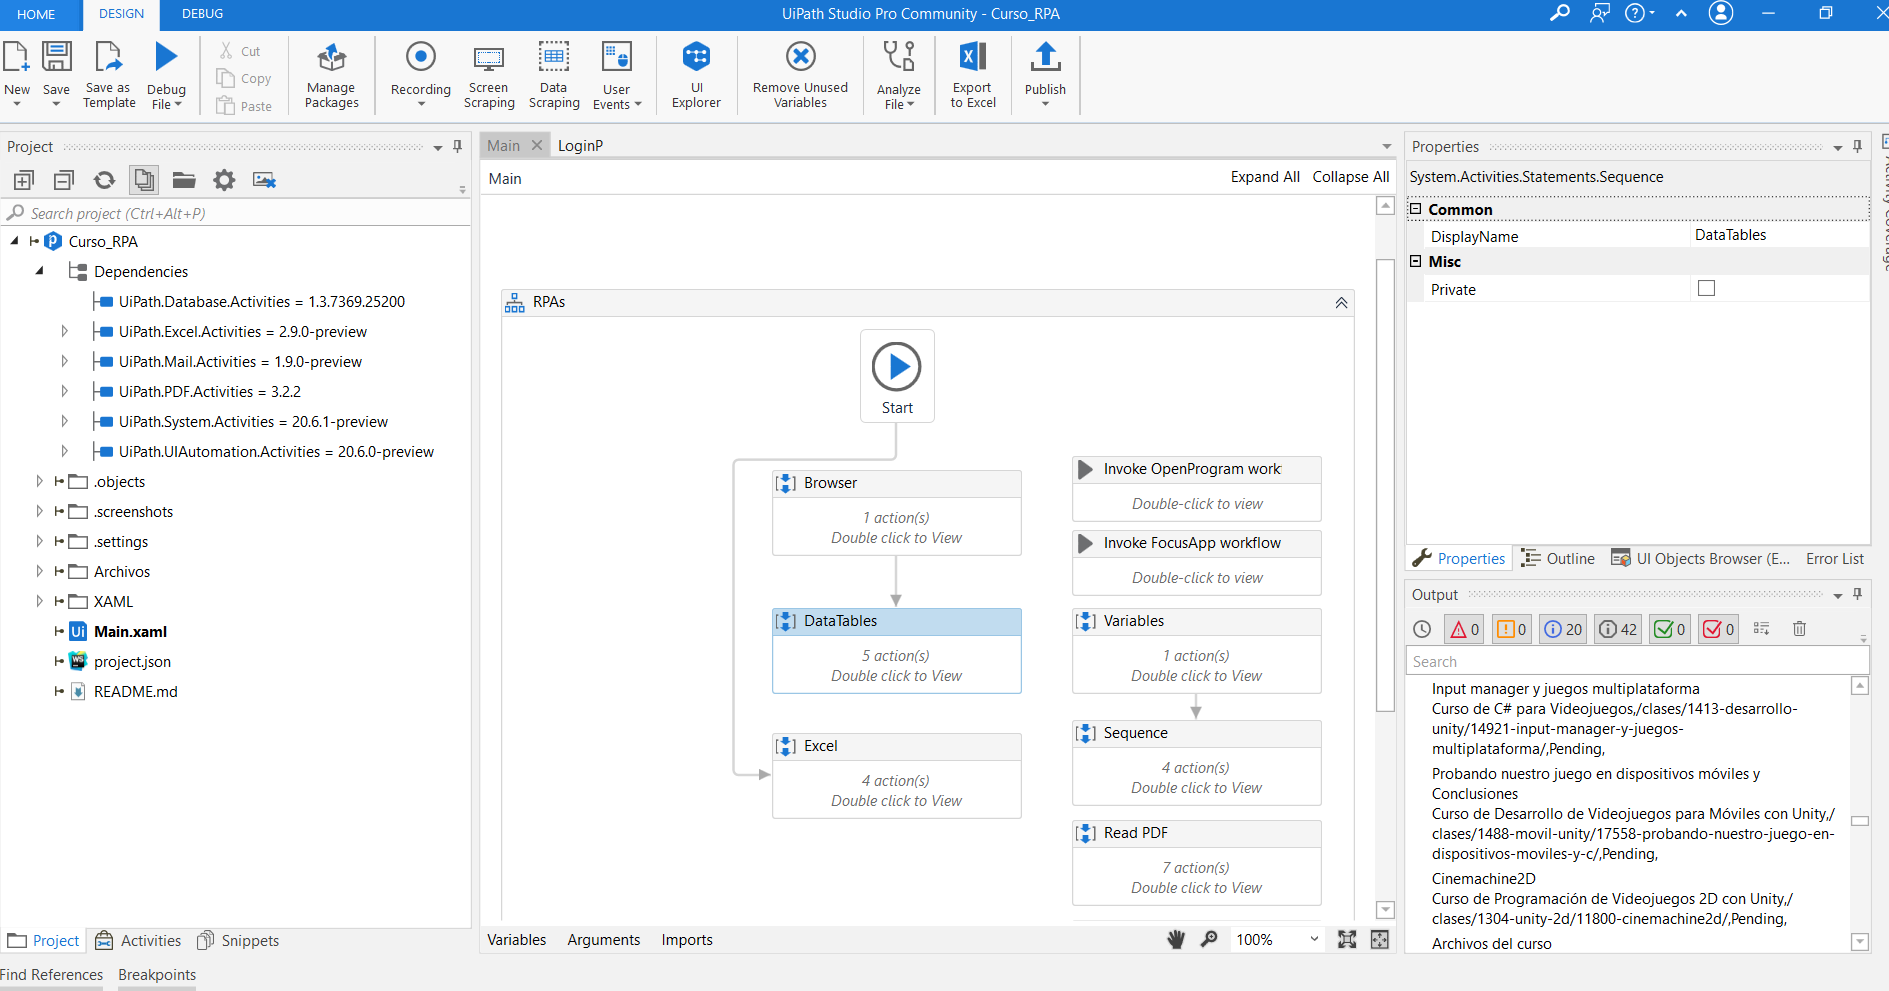 HOME
DESIGN
DEBUG
UiPath Studio Pro Community - Curso_RPA
New
Save
Save as
Template
Debug
File
Cut
Copy
Paste
Manage
Packages
Recording
Screen
Scraping
Data
Scraping
User
Events
UI
Explorer
Remove Unused
Variables
Analyze
File
Export
to Excel
Publish
Project
Search project (Ctrl+Alt+P)
Curso_RPA
Dependencies
UiPath.Database.Activities = 1.3.7369.25200
UiPath.Excel.Activities = 2.9.0-preview
UiPath.Mail.Activities = 1.9.0-preview
UiPath.PDF.Activities = 3.2.2
UiPath.System.Activities = 20.6.1-preview
UiPath.UIAutomation.Activities = 20.6.0-preview
.objects
.screenshots
.settings
Archivos
XAML
Main.xaml
project.json
README.md
Project
Activities
Snippets
Find References
Breakpoints
Main
LoginP
Main
Expand All
Collapse All
RPAs
Start
Browser
1 action(s)
Double click to View
DataTables
5 action(s)
Double click to View
Excel
4 action(s)
Double click to View
Invoke OpenProgram work
Double-click to view
Invoke FocusApp workflow
Double-click to view
Variables
1 action(s)
Double click to View
Sequence
4 action(s)
Double click to View
Read PDF
7 action(s)
Double click to View
Variables
Arguments
Imports
100%
Properties
System.Activities.Statements.Sequence
Common
DisplayName
DataTables
Misc
Private
Properties
Outline
UI Objects Browser (E...
Error List
Output
0
0
20
42
0
0
Search
Input manager y juegos multiplataforma
Curso de C# para Videojuegos,/clases/1413-desarrollo-
unity/14921-input-manager-y-juegos-
multiplataforma/,Pending,
Probando nuestro juego en dispositivos móviles y
Conclusiones
Curso de Desarrollo de Videojuegos para Móviles con Unity,/
clases/1488-movil-unity/17558-probando-nuestro-juego-en-
dispositivos-moviles-y-c/,Pending,
Cinemachine2D
Curso de Programación de Videojuegos 2D con Unity,/
clases/1304-unity-2d/11800-cinemachine2d/,Pending,
Archivos del curso